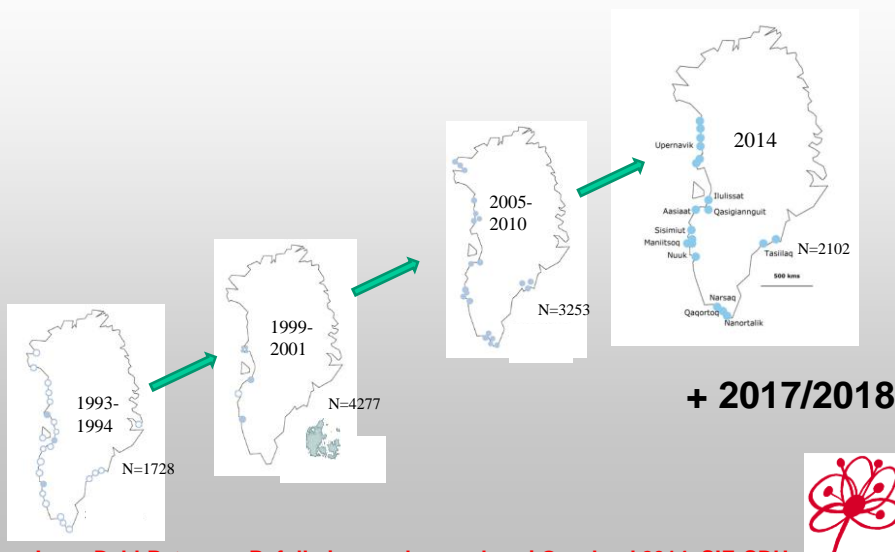 2014
Upernavik
Ilulissat
Aasiaat
Qasigiannguit
Sisimiut
Maniitsoq
Nuuk
Tasiilaq
N=2102
500 kms
Narsaq
Qaqortoq
Nanortalik
2005-
2010
N=3253
1999-
2001
N=4277
1993-
1994
N=1728
+ 2017/2018